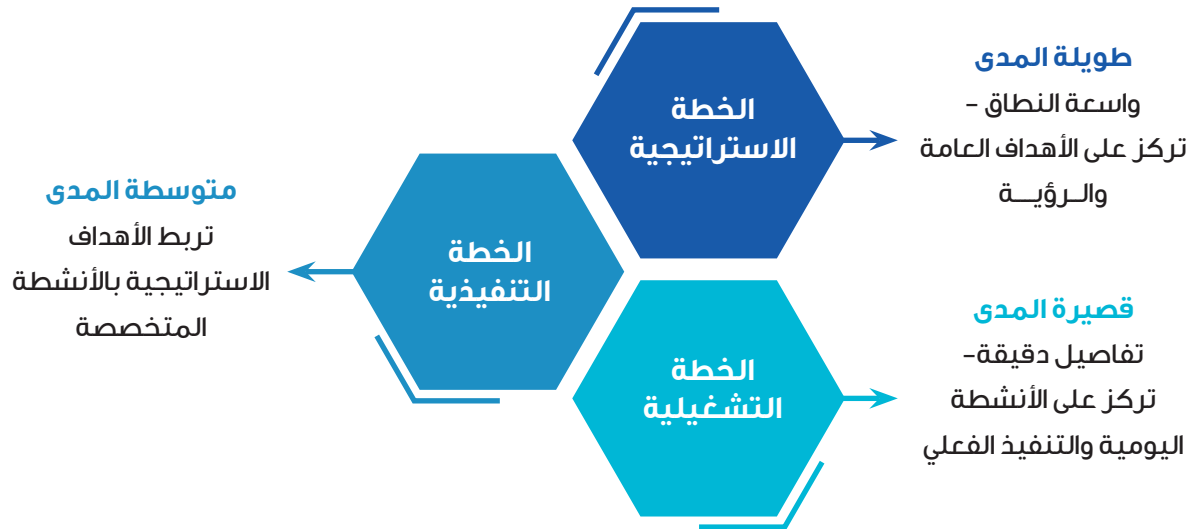 الخطة
الاستراتيجية
طويلة المدى
واسعة النطاق -
تركز على الأهداف العامة
والـرؤيـــة
الخطة
التنفيذية
متوسطة المدى
تربط الأهداف
الاستراتيجية بالأنشطة
المتخصصة
الخطة
التشغيلية
قصيرة المدى
تفاصيل دقيقة-
تركز على الأنشطة
اليومية والتنفيذ الفعلي